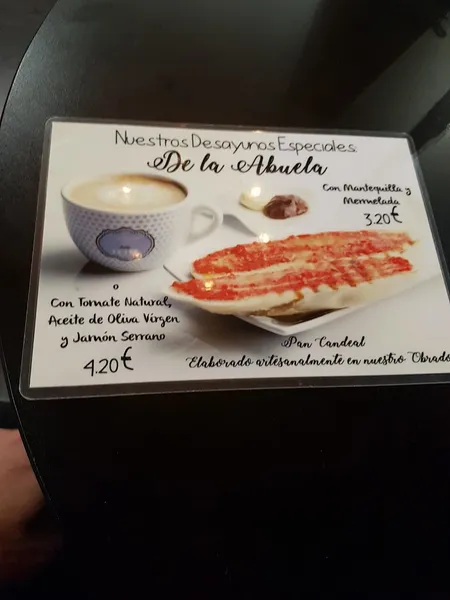 Nuestros Desayunos Especiales
De la Abuela
Con Mantequilla y
Mermelada
3.20€
o
Con Tomate Natural,
Aceite de Oliva Virgen
y Jamón Serrano
4.20€
Pan Candeal
Elaborado artesanalmente en nuestro Obrado